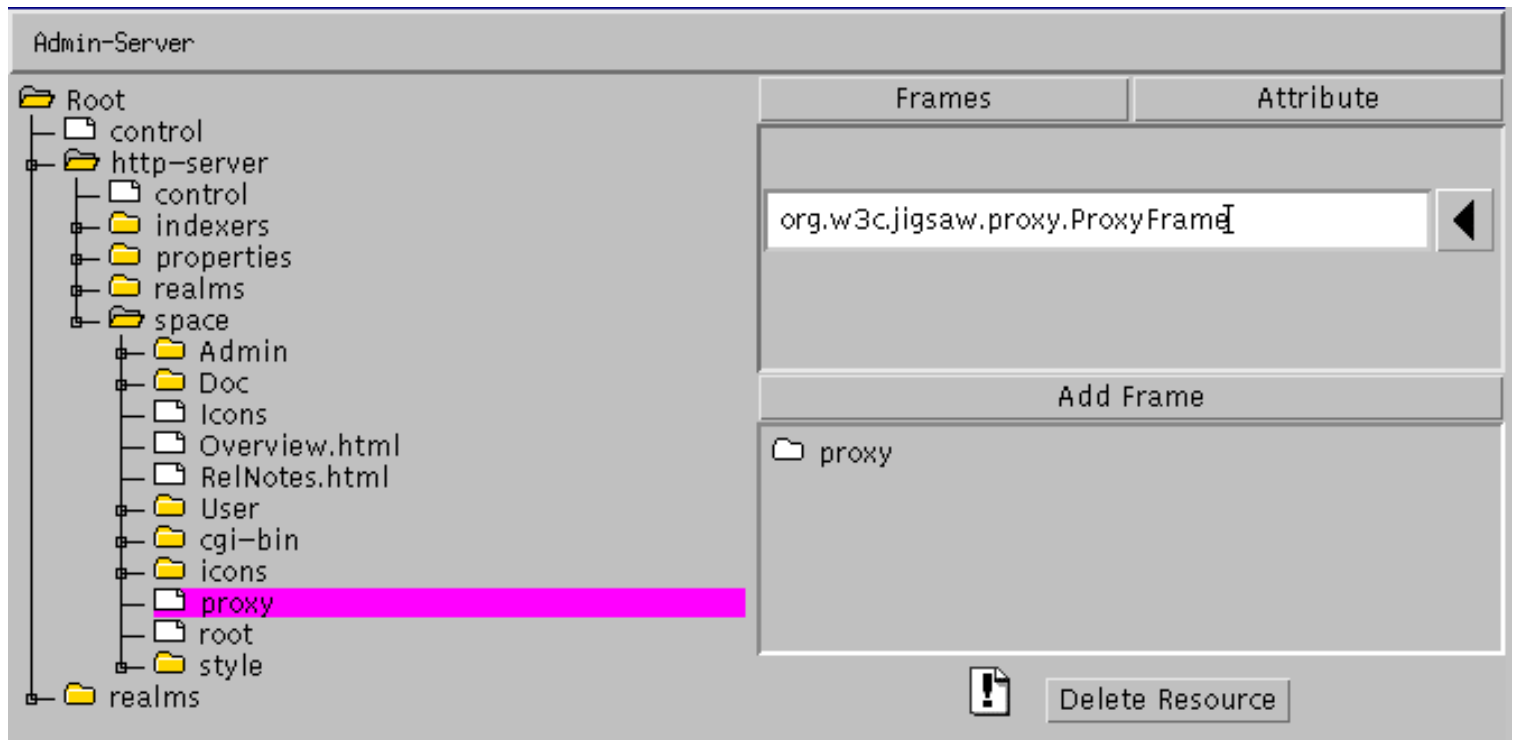 Admin-Server
Root
control
http-server
control
indexers
properties
realms
space
Admin
Doc
Icons
Overview.html
RelNotes.html
User
cgi-bin
icons
proxy
root
style
realms
Frames
Attribute
org.w3c.jigsaw.proxy.ProxyFrame
Add Frame
proxy
Delete Resource